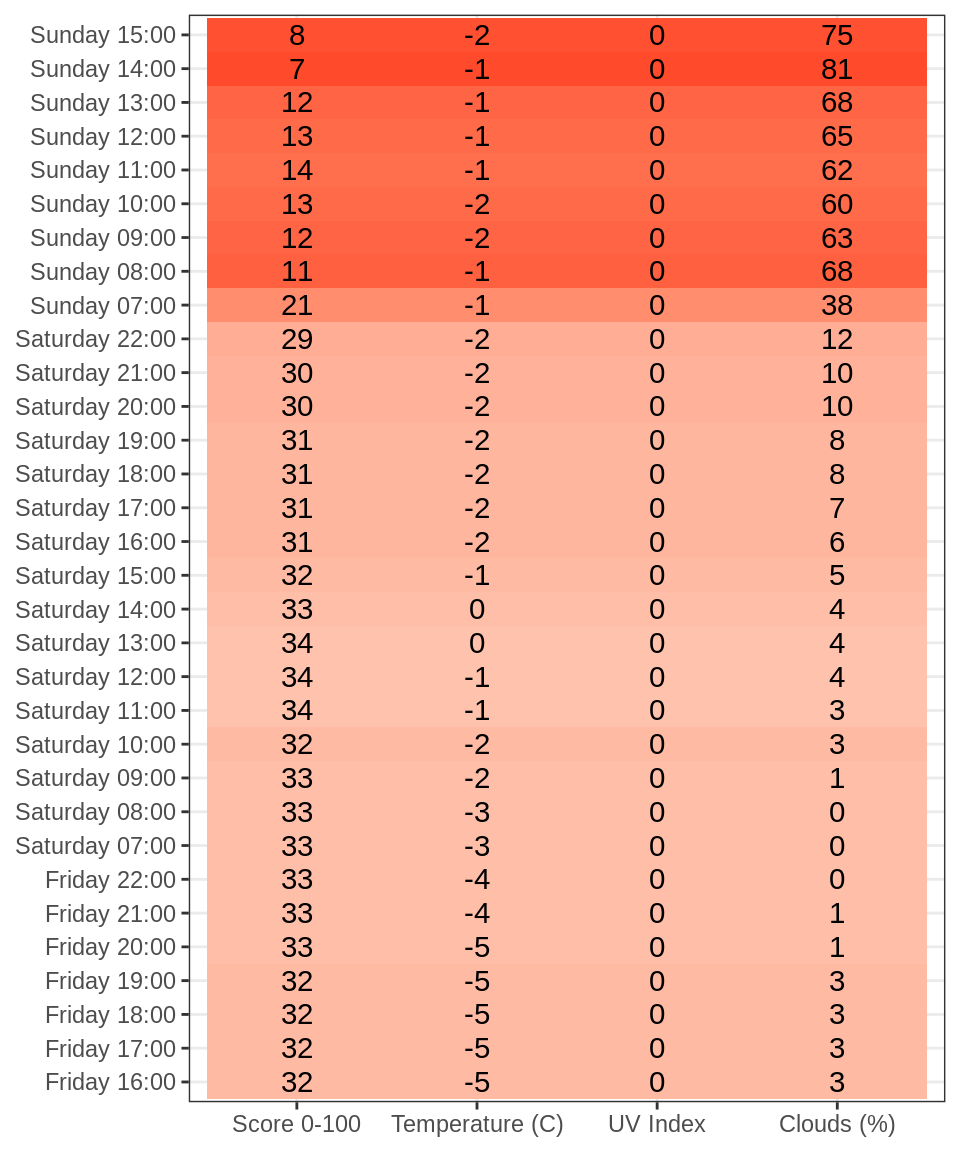 Sunday 15:00 8 -2 0 75
Sunday 14:00 7 -1 0 81
Sunday 13:00 12 -1 0 68
Sunday 12:00 13 -1 0 65
Sunday 11:00 14 -1 0 62
Sunday 10:00 13 -2 0 60
Sunday 09:00 12 -2 0 63
Sunday 08:00 11 -1 0 68
Sunday 07:00 21 -1 0 38
Saturday 22:00 29 -2 0 12
Saturday 21:00 30 -2 0 10
Saturday 20:00 30 -2 0 10
Saturday 19:00 31 -2 0 8
Saturday 18:00 31 -2 0 8
Saturday 17:00 31 -2 0 7
Saturday 16:00 31 -2 0 6
Saturday 15:00 32 -1 0 5
Saturday 14:00 33 0 0 4
Saturday 13:00 34 0 0 4
Saturday 12:00 34 -1 0 4
Saturday 11:00 34 -1 0 3
Saturday 10:00 32 -2 0 3
Saturday 09:00 33 -2 0 1
Saturday 08:00 33 -3 0 0
Saturday 07:00 33 -3 0 0
Friday 22:00 33 -4 0 0
Friday 21:00 33 -4 0 1
Friday 20:00 33 -5 0 1
Friday 19:00 32 -5 0 3
Friday 18:00 32 -5 0 3
Friday 17:00 32 -5 0 3
Friday 16:00 32 -5 0 3
Score 0-100 Temperature (C) UV Index Clouds (%)